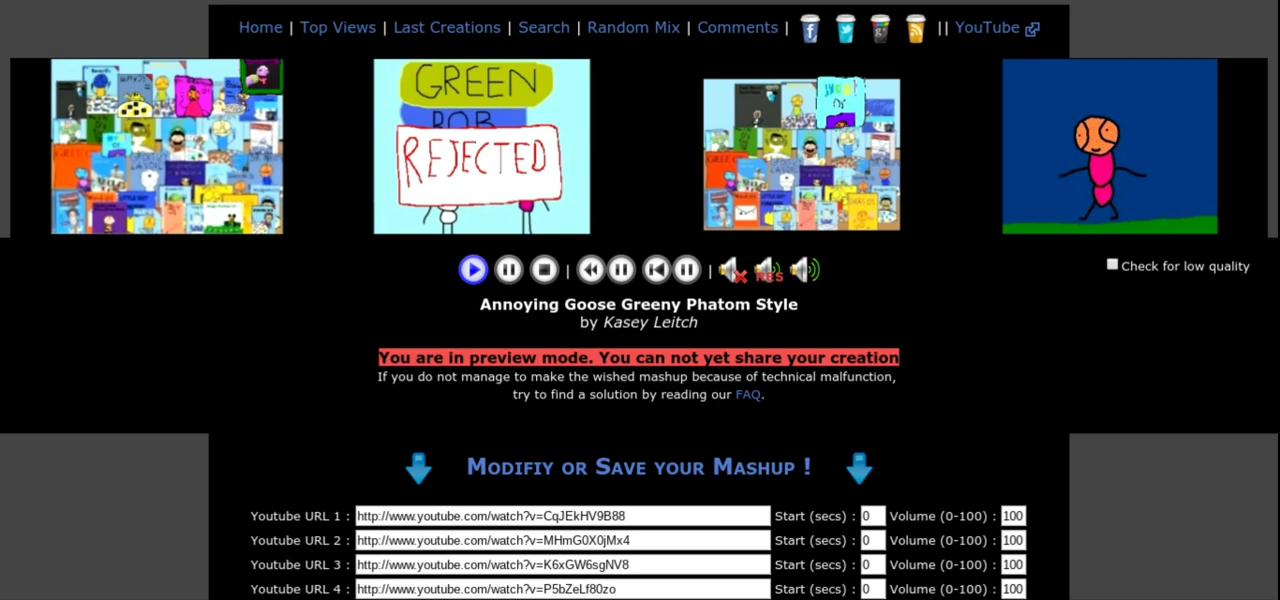 Home | Top Views | Last Creations | Search | Random Mix | Comments | || YouTube
GREEN
BOB
REJECTED
| | RES
Check for low quality
Annoying Goose Greeny Phatom Style
by Kasey Leitch
You are in preview mode. You can not yet share your creation
If you do not manage to make the wished mashup because of technical malfunction,
try to find a solution by reading our FAQ.
Modifiy or Save your Mashup !
Youtube URL 1 : http://www.youtube.com/watch?v=CqJEkHV9B88 Start (secs) : 0 Volume (0-100) : 100
Youtube URL 2 : http://www.youtube.com/watch?v=MHmG0X0jMx4 Start (secs) : 0 Volume (0-100) : 100
Youtube URL 3 : http://www.youtube.com/watch?v=K6xGW6sgNV8 Start (secs) : 0 Volume (0-100) : 100
Youtube URL 4 : http://www.youtube.com/watch?v=P5bZeLf80zo Start (secs) : 0 Volume (0-100) : 100